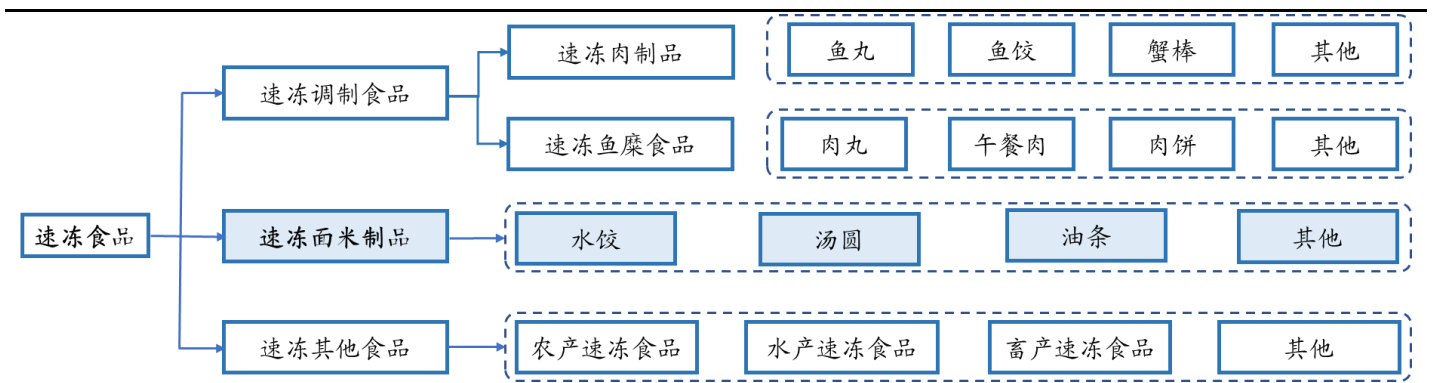 速冻肉制品
鱼丸
鱼饺
蟹棒
其他
速冻调制食品
速冻鱼糜食品
肉丸
午餐肉
肉饼
其他
速冻食品
速冻面米制品
水饺
汤圆
油条
其他
速冻其他食品
农产速冻食品
水产速冻食品
畜产速冻食品
其他